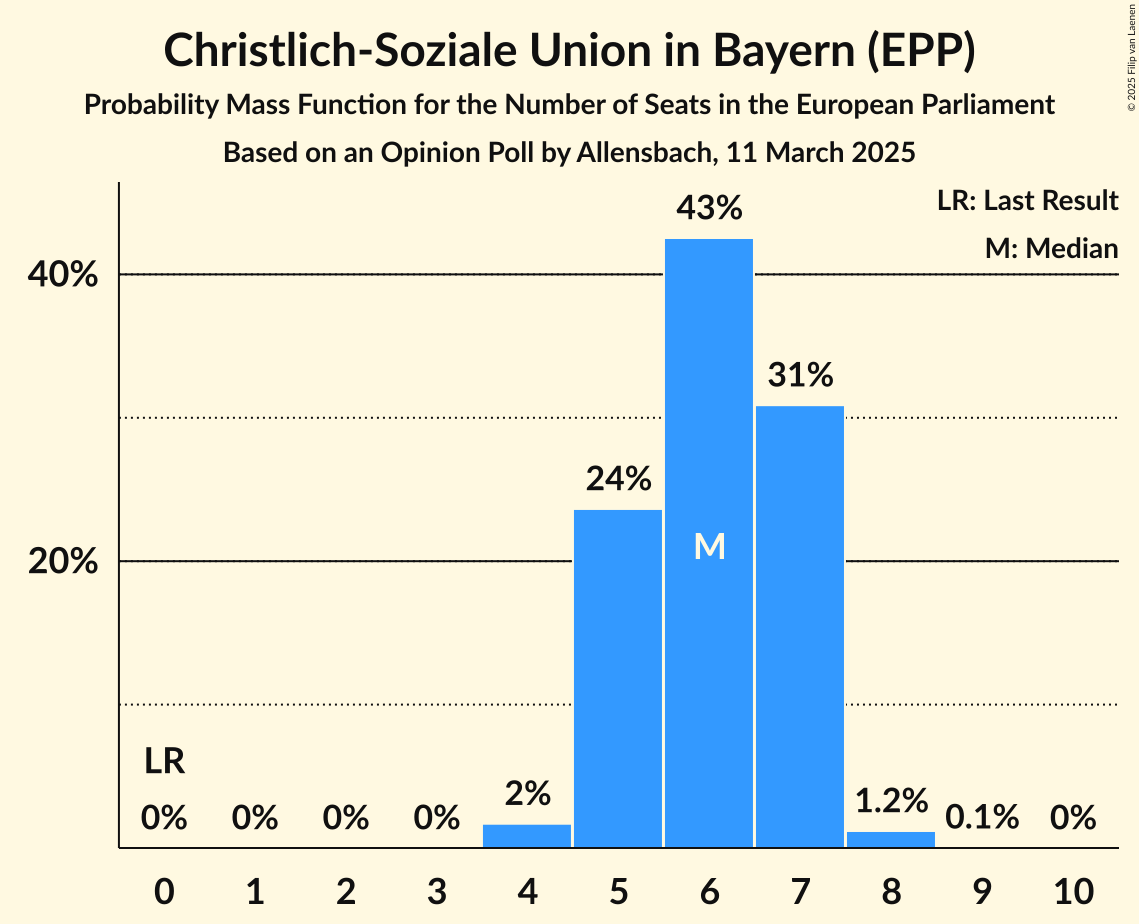 Christlich-Soziale Union in Bayern (EPP)
Probability Mass Function for the Number of Seats in the European Parliament
Based on an Opinion Poll by Allensbach, 11 March 2025
© 2025 Filip van Laenen
LR: Last Result
M: Median
43%
40%
31%
24%
M
20%
LR
2%
1.2%
0% 0% 0% 0% 0.1% 0%
0 1 2 3 4 5 6 7 8 9 10